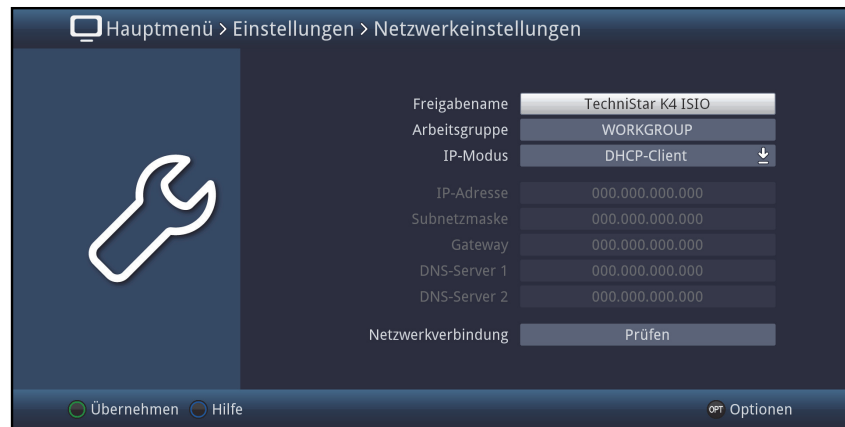 Hauptmenü > Einstellungen > Netzwerkeinstellungen
Freigabename TechniStar K4 ISIO
Arbeitsgruppe WORKGROUP
IP-Modus DHCP-Client
IP-Adresse 000.000.000.000
Subnetzmaske 000.000.000.000
Gateway 000.000.000.000
DNS-Server 1 000.000.000.000
DNS-Server 2 000.000.000.000
Netzwerkverbindung Prüfen
Übernehmen Hilfe OPT Optionen